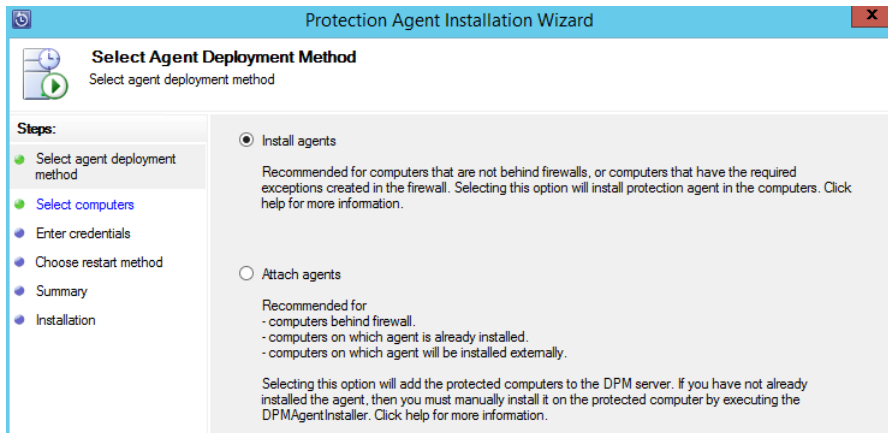 Protection Agent Installation Wizard
x
Select Agent Deployment Method
Select agent deployment method
Steps:
Select agent deployment
method
Select computers
Enter credentials
Choose restart method
Summary
Installation
Install agents
Recommended for computers that are not behind firewalls, or computers that have the required
exceptions created in the firewall. Selecting this option will install protection agent in the computers. Click
help for more information.
Attach agents
Recommended for
- computers behind firewall.
- computers on which agent is already installed.
- computers on which agent will be installed externally.
Selecting this option will add the protected computers to the DPM server. If you have not already
installed the agent, then you must manually install it on the protected computer by executing the
DPMAgentInstaller. Click help for more information.